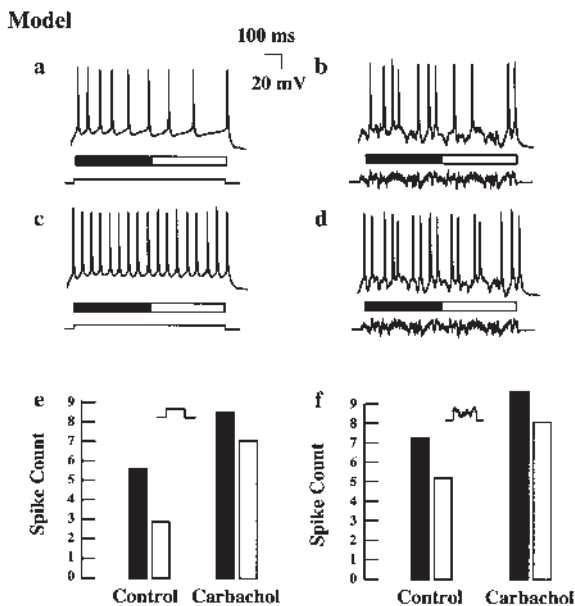 Model
100 ms
20 mV
a
b
c
d
e
9
8
7
6
5
4
3
2
1
0
Spike Count
Control
Carbachol
f
9
8
7
6
5
4
3
2
1
0
Spike Count
Control
Carbachol